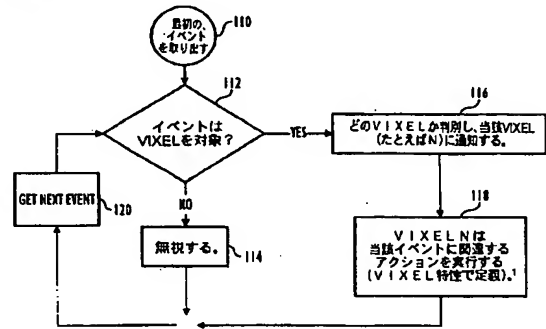 110
最初の、
イベント
を取り出す
112
イベントは
VIXELを対象?
YES
116
どのVIXELか判別し、当該VIXEL
(たとえばN)に通知する。
118
VIXEL Nは
当該イベントに関連する
アクションを実行する
(VIXEL特性で定義)。1
NO
無視する。
114
GET NEXT EVENT
120